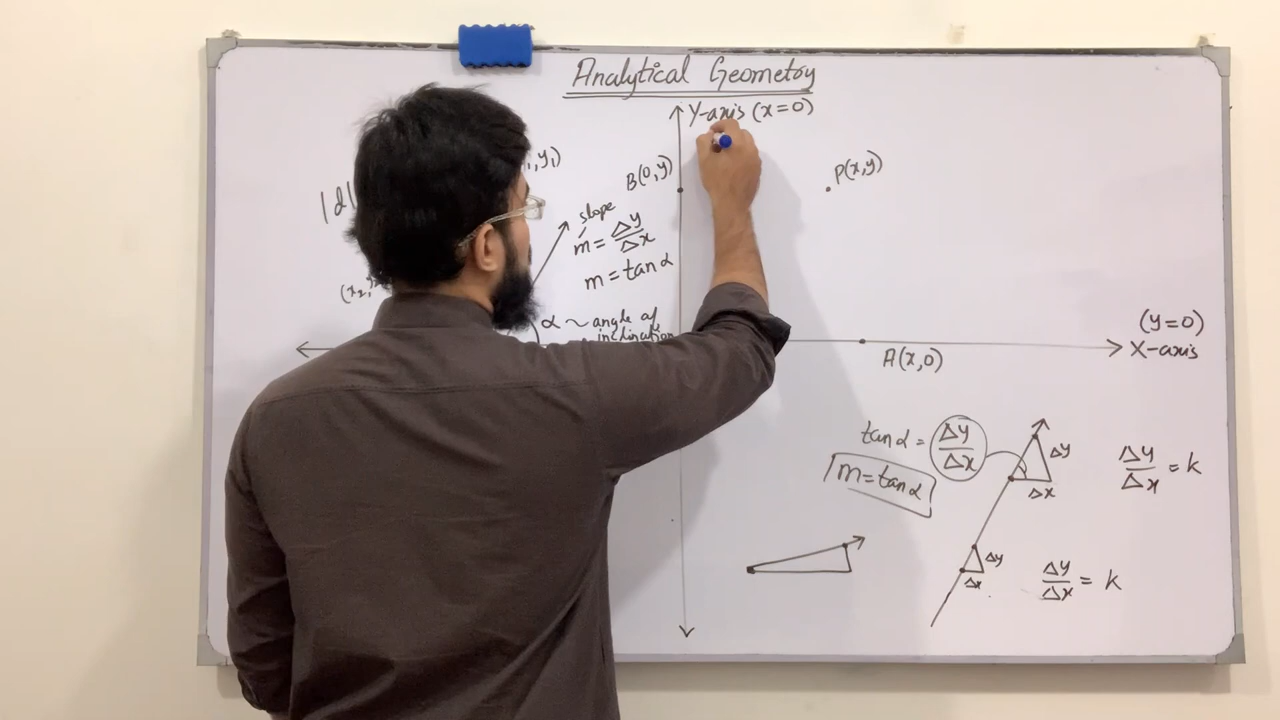 Analytical Geometry
Y-axis (x=0)
,y₁)
B(0,y)
P(x,y)
|d|
slope
m = Δy/Δx
m = tan α
(x₂,y₂
α ~ angle of
inclination
(y=0)
X-axis
A(x,0)
tan α = Δy/Δx
m = tan α
Δy
Δx
Δy/Δx = k
Δy
Δx
Δy/Δx = k